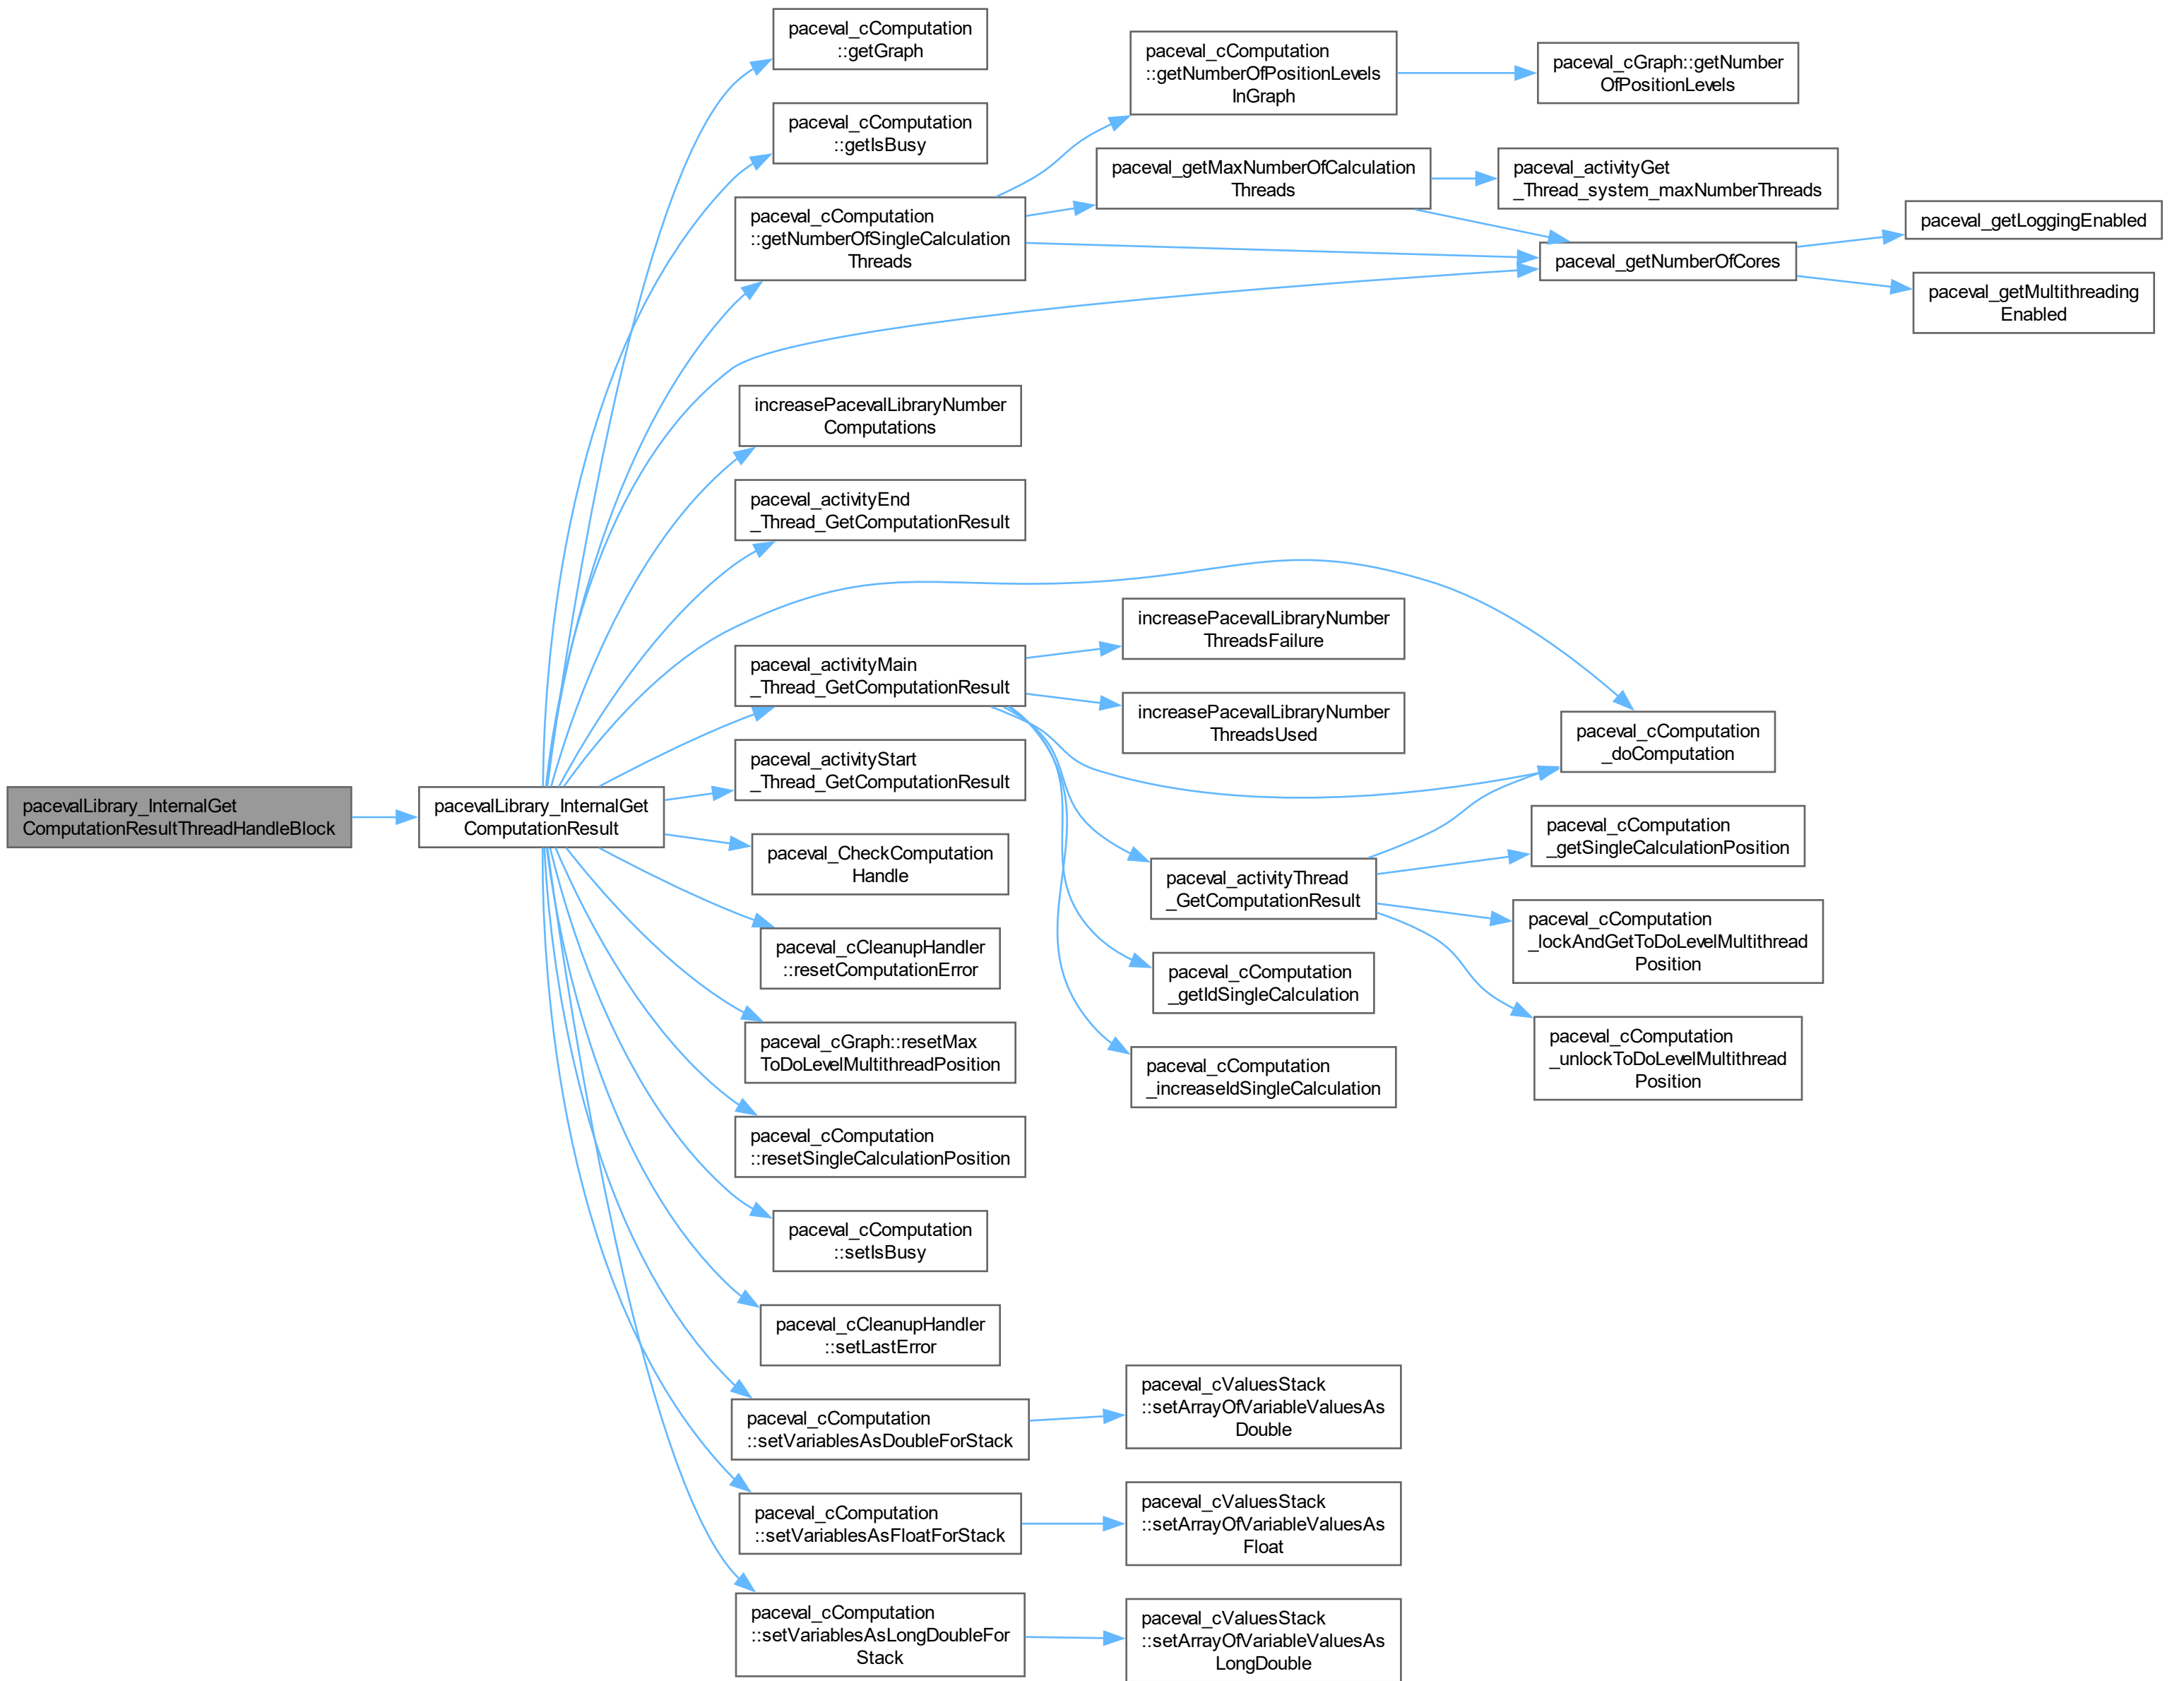 pacevalLibrary_InternalGet
ComputationResultThreadHandleBlock
pacevalLibrary_InternalGet
ComputationResult
paceval_cComputation
::getGraph
paceval_cComputation
::getIsBusy
paceval_cComputation
::getNumberOfSingleCalculation
Threads
paceval_cComputation
::getNumberOfPositionLevels
InGraph
paceval_cGraph::getNumber
OfPositionLevels
paceval_getMaxNumberOfCalculation
Threads
paceval_activityGet
_Thread_system_maxNumberThreads
paceval_getNumberOfCores
paceval_getLoggingEnabled
paceval_getMultithreading
Enabled
increasePacevalLibraryNumber
Computations
paceval_activityEnd
_Thread_GetComputationResult
paceval_activityMain
_Thread_GetComputationResult
increasePacevalLibraryNumber
ThreadsFailure
increasePacevalLibraryNumber
ThreadsUsed
paceval_cComputation
_doComputation
paceval_activityThread
_GetComputationResult
paceval_cComputation
_getSingleCalculationPosition
paceval_cComputation
_lockAndGetToDoLevelMultithread
Position
paceval_cComputation
_unlockToDoLevelMultithread
Position
paceval_cComputation
_getIdSingleCalculation
paceval_cComputation
_increaseIdSingleCalculation
paceval_activityStart
_Thread_GetComputationResult
paceval_CheckComputation
Handle
paceval_cCleanupHandler
::resetComputationError
paceval_cGraph::resetMax
ToDoLevelMultithreadPosition
paceval_cComputation
::resetSingleCalculationPosition
paceval_cComputation
::setIsBusy
paceval_cCleanupHandler
::setLastError
paceval_cComputation
::setVariablesAsDoubleForStack
paceval_cValuesStack
::setArrayOfVariableValuesAs
Double
paceval_cComputation
::setVariablesAsFloatForStack
paceval_cValuesStack
::setArrayOfVariableValuesAs
Float
paceval_cComputation
::setVariablesAsLongDoubleFor
Stack
paceval_cValuesStack
::setArrayOfVariableValuesAs
LongDouble